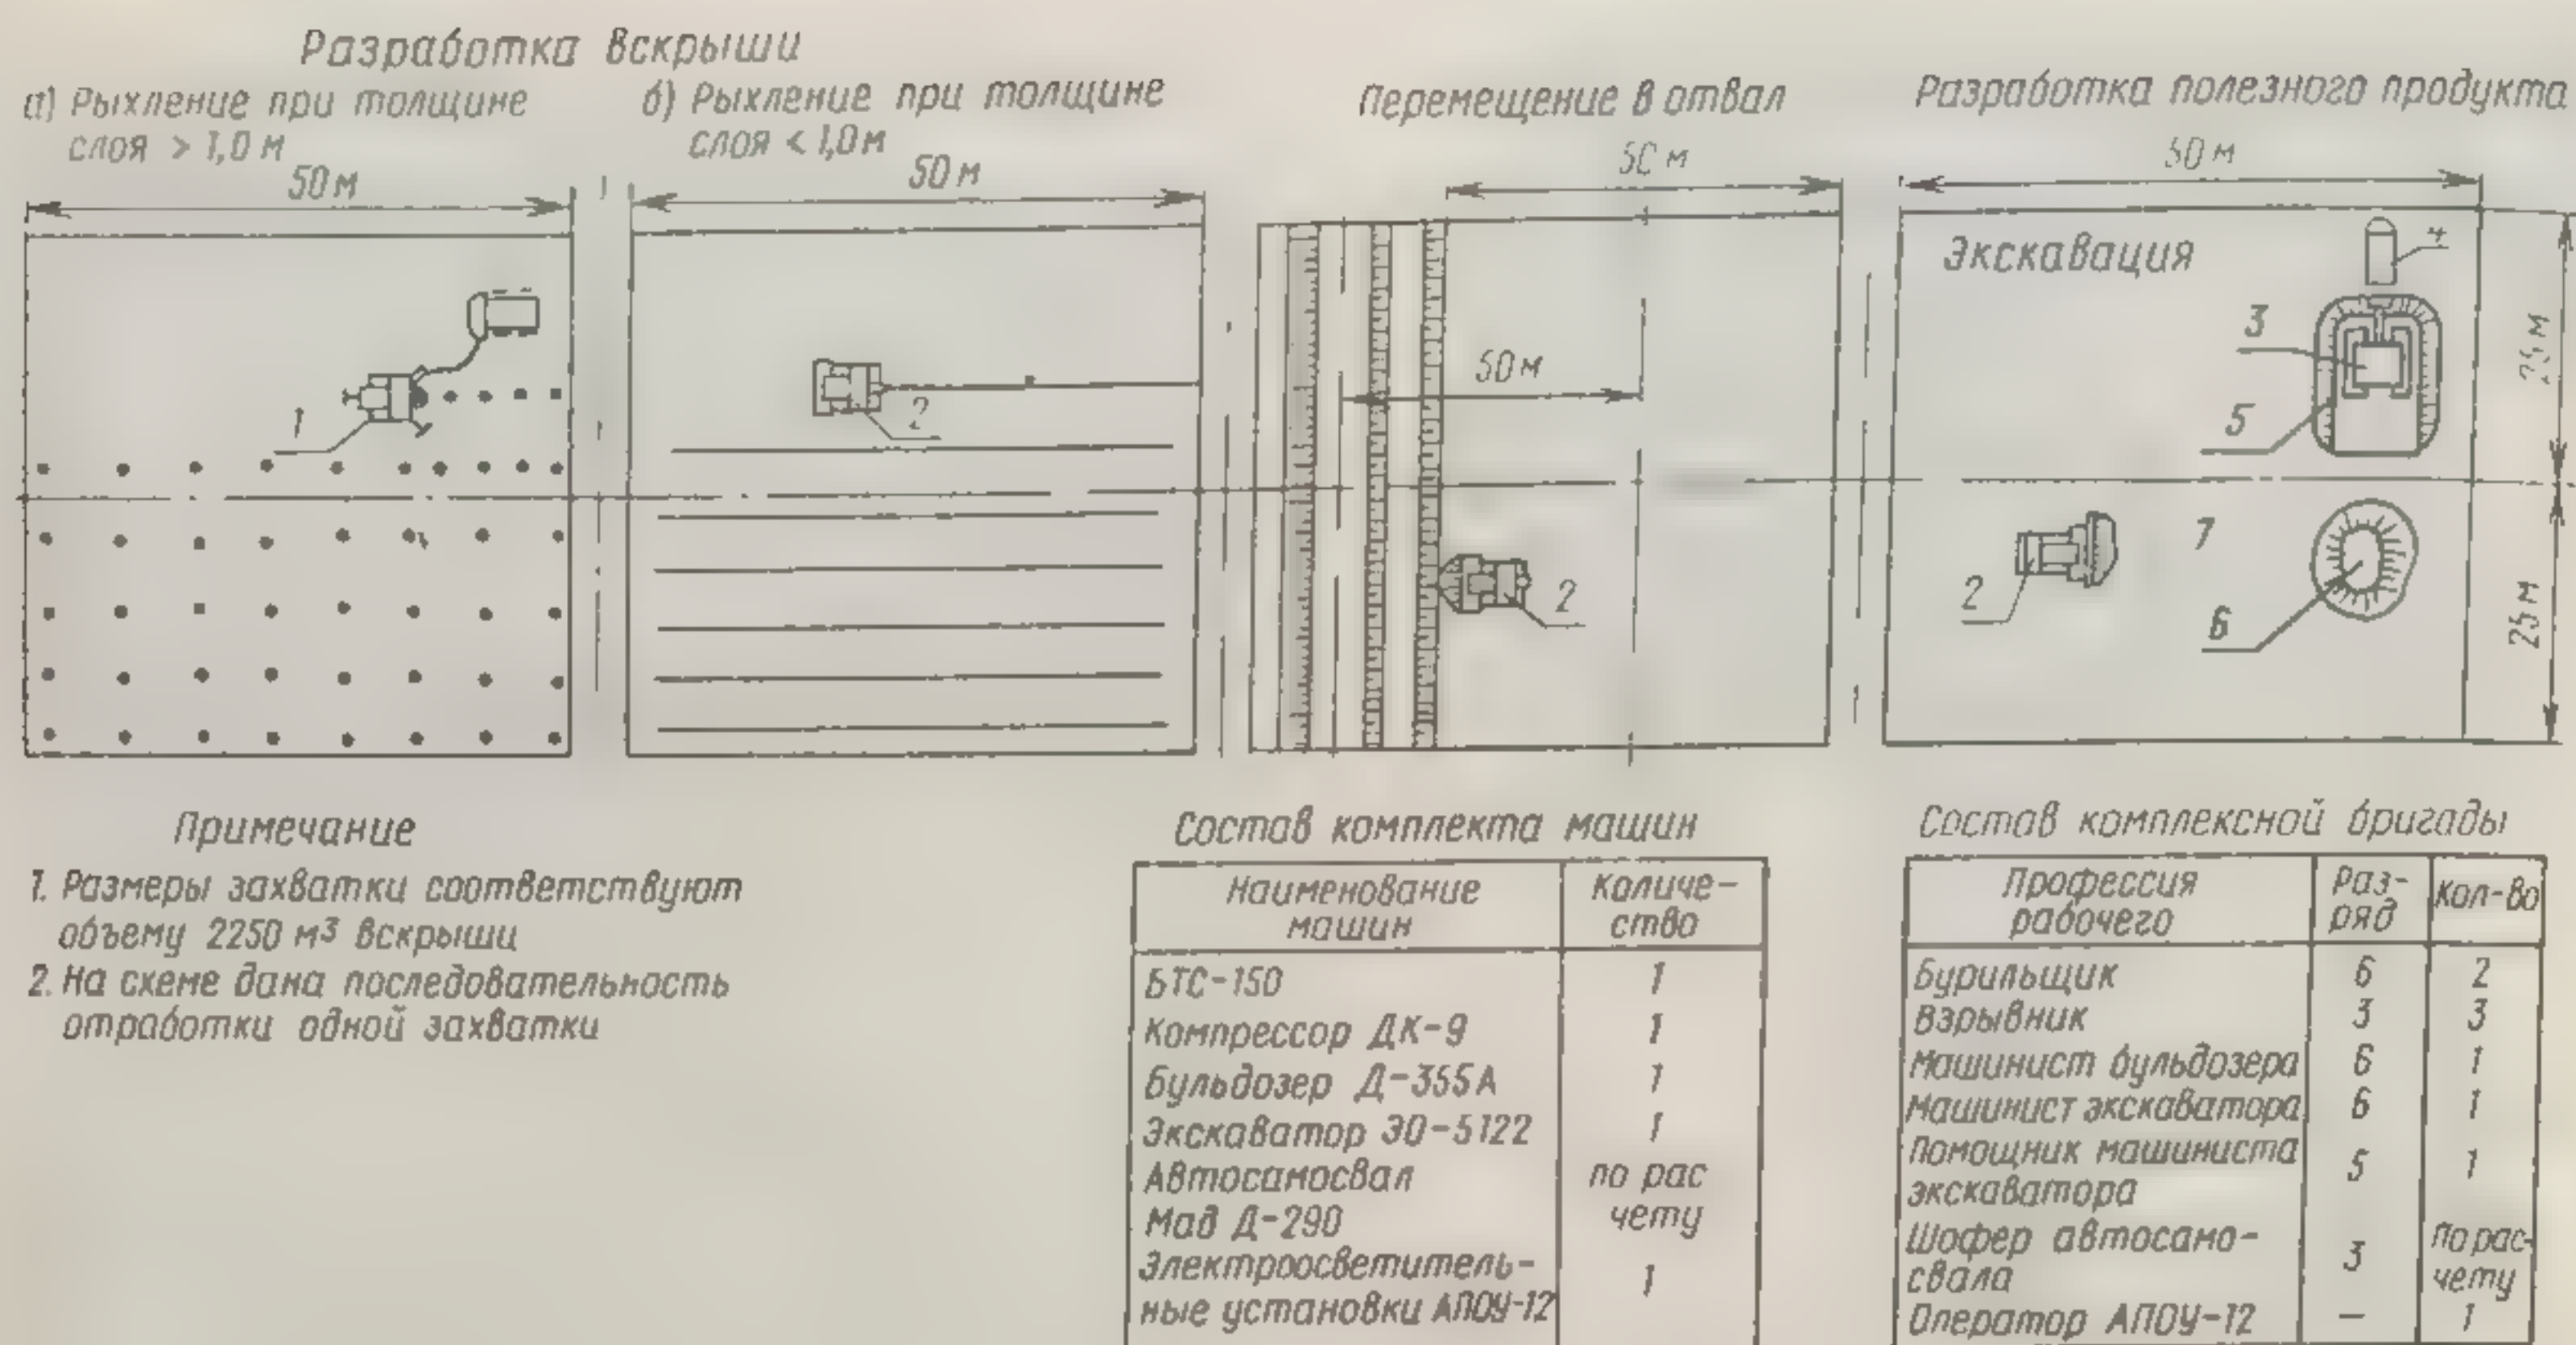 Разработка вскрыши
а) Рыхление при толщине
слоя > 1,0 м
50 м
б) Рыхление при толщине
слоя < 1,0 м
50 м
Перемещение в отвал
50 м
Разработка полезного продукта
50 м
1
2
50 м
2
Экскавация
4
3
5
25 м
2
7
6
25 м
Примечание
1. Размеры захватки соответствуют
объему 2250 м³ вскрыши
2. На схеме дана последовательность
отработки одной захватки
Состав комплекта машин
Наименование машин | Количе-
ство
БТС-150 1
Компрессор ДК-9 1
Бульдозер Д-355А 1
Экскаватор ЭО-5122 1
Автосамосвал по рас
Мад Д-290 чету
Электроосветитель-
ные установки АПОУ-12 1
Состав комплексной бригады
Профессия рабочего | Раз-
ряд | Кол-во
Бурильщик 6 2
Взрывник 3 3
Машинист бульдозера 6 1
Машинист экскаватора 6 1
Помощник машиниста
экскаватора 5 1
Шофер автосамо-
свала 3 По рас-
чету
Оператор АПОУ-12 — 1